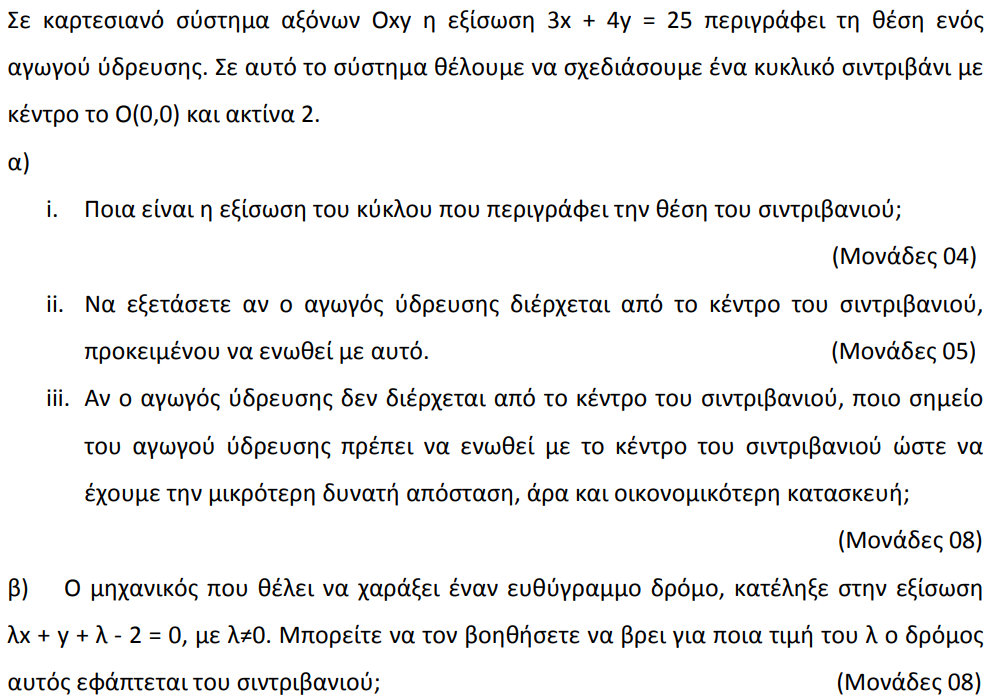 Σε καρτεσιανό σύστημα αξόνων Οxy η εξίσωση 3x + 4y = 25 περιγράφει τη θέση ενός
αγωγού ύδρευσης. Σε αυτό το σύστημα θέλουμε να σχεδιάσουμε ένα κυκλικό σιντριβάνι με
κέντρο το Ο(0,0) και ακτίνα 2.
α)
i. Ποια είναι η εξίσωση του κύκλου που περιγράφει την θέση του σιντριβανιού;
(Μονάδες 04)
ii. Να εξετάσετε αν ο αγωγός ύδρευσης διέρχεται από το κέντρο του σιντριβανιού,
προκειμένου να ενωθεί με αυτό. (Μονάδες 05)
iii. Αν ο αγωγός ύδρευσης δεν διέρχεται από το κέντρο του σιντριβανιού, ποιο σημείο
του αγωγού ύδρευσης πρέπει να ενωθεί με το κέντρο του σιντριβανιού ώστε να
έχουμε την μικρότερη δυνατή απόσταση, άρα και οικονομικότερη κατασκευή;
(Μονάδες 08)
β) Ο μηχανικός που θέλει να χαράξει έναν ευθύγραμμο δρόμο, κατέληξε στην εξίσωση
λx + y + λ - 2 = 0, με λ≠0. Μπορείτε να τον βοηθήσετε να βρει για ποια τιμή του λ ο δρόμος
αυτός εφάπτεται του σιντριβανιού; (Μονάδες 08)